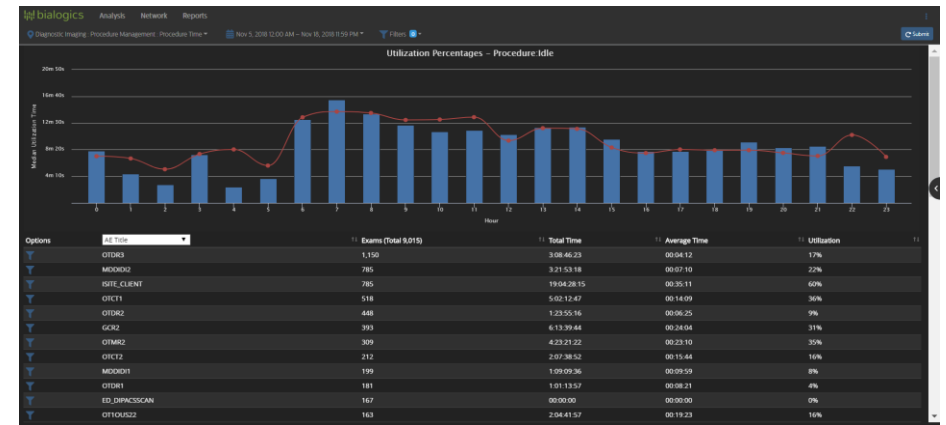 bialogics Analysis Network Reports
Diagnostic Imaging : Procedure Management : Procedure Time Nov 5, 2018 12:00 AM – Nov 18, 2018 11:59 PM Filters Submit
Utilization Percentages – Procedure:Idle
20m 50s
16m 40s
12m 30s
8m 20s
4m 10s
Median Utilization Time
0 1 2 3 4 5 6 7 8 9 10 11 12 13 14 15 16 17 18 19 20 21 22 23
Hour
Options AE Title Exams (Total 9,015) Total Time Average Time Utilization
OTDR3 1,150 3:08:46:23 00:04:12 17%
MDDIDI2 785 3:21:53:18 00:07:10 22%
ISITE_CLIENT 785 19:04:28:15 00:35:11 60%
OTCT1 518 5:02:12:47 00:14:09 36%
OTDR2 448 1:23:55:16 00:06:25 9%
GCR2 393 6:13:39:44 00:24:04 31%
OTMR2 309 4:23:21:22 00:23:10 35%
OTCT2 212 2:07:38:52 00:15:44 16%
MDDIDI1 199 1:09:09:36 00:09:59 8%
OTDR1 181 1:01:13:57 00:08:21 4%
ED_DIPACSSCAN 167 00:00:00 00:00:00 0%
OT1OUS22 163 2:04:41:57 00:19:23 16%